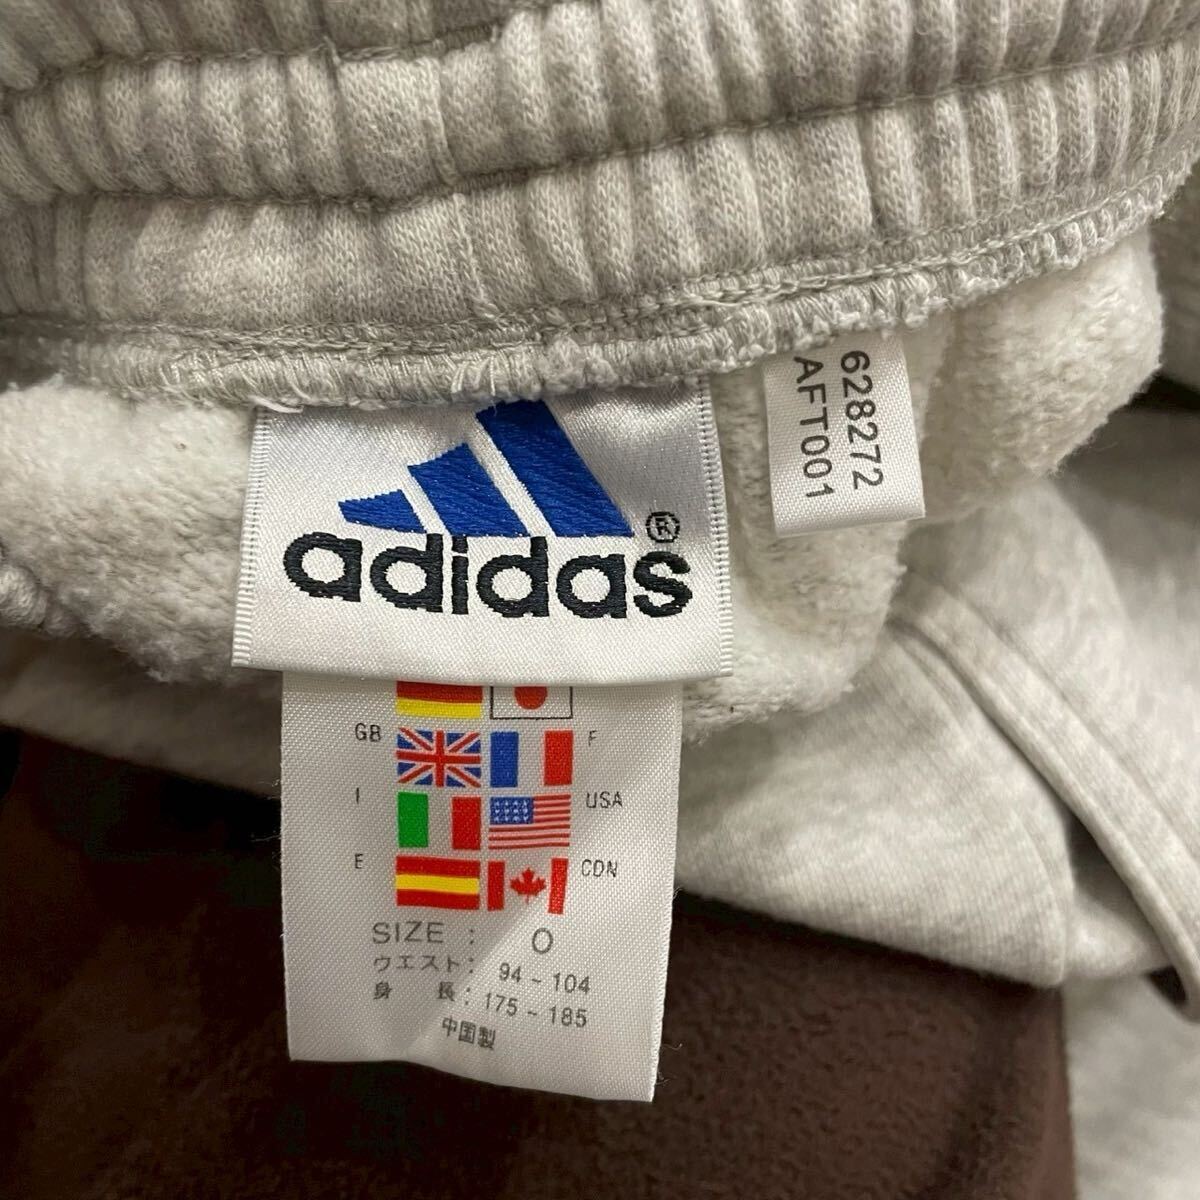 adidas®
628272
AFT001
GB F
I USA
E CDN
SIZE : O
ウエスト: 94 - 104
身 長: 175 - 185
中国製